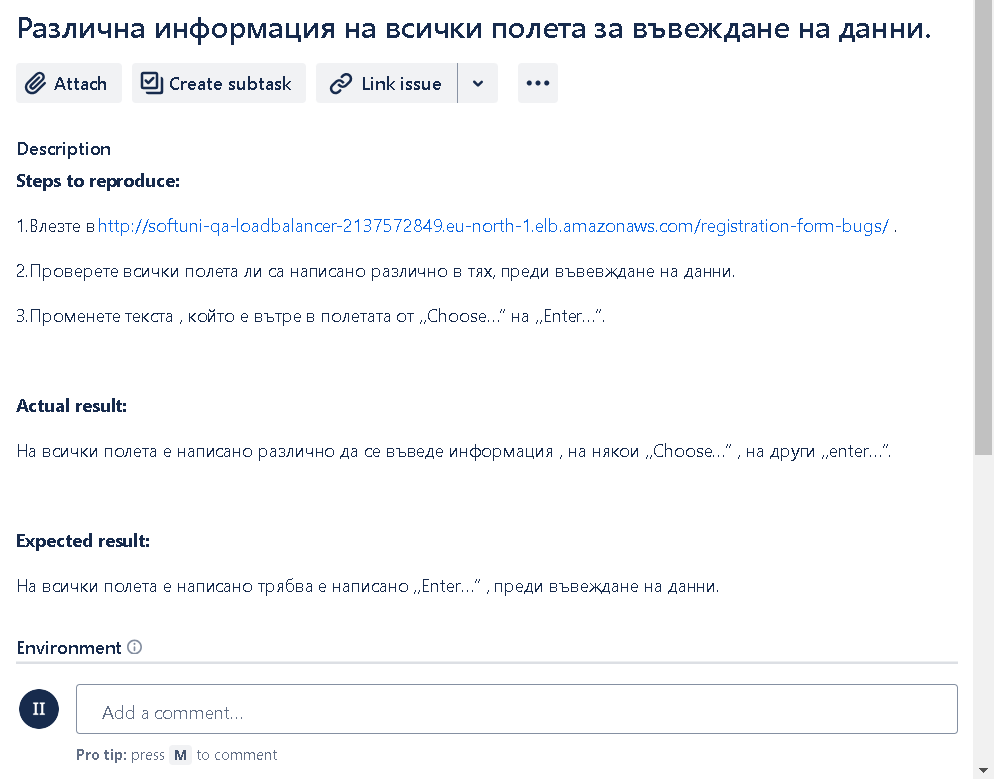 Различна информация на всички полета за въвеждане на данни.
Attach
Create subtask
Link issue
Description
Steps to reproduce:
1.Влезте в http://softuni-qa-loadbalancer-2137572849.eu-north-1.elb.amazonaws.com/registration-form-bugs/ .
2.Проверете всички полета ли са написано различно в тях, преди въвевждане на данни.
3.Променете текста , който е вътре в полетата от „Choose…“ на „Enter…“.
Actual result:
На всички полета е написано различно да се въведе информация , на някои „Choose…“ , на други „enter…“.
Expected result:
На всички полета е написано трябва е написано „Enter…“ , преди въвеждане на данни.
Environment
II
Add a comment…
Pro tip: press M to comment